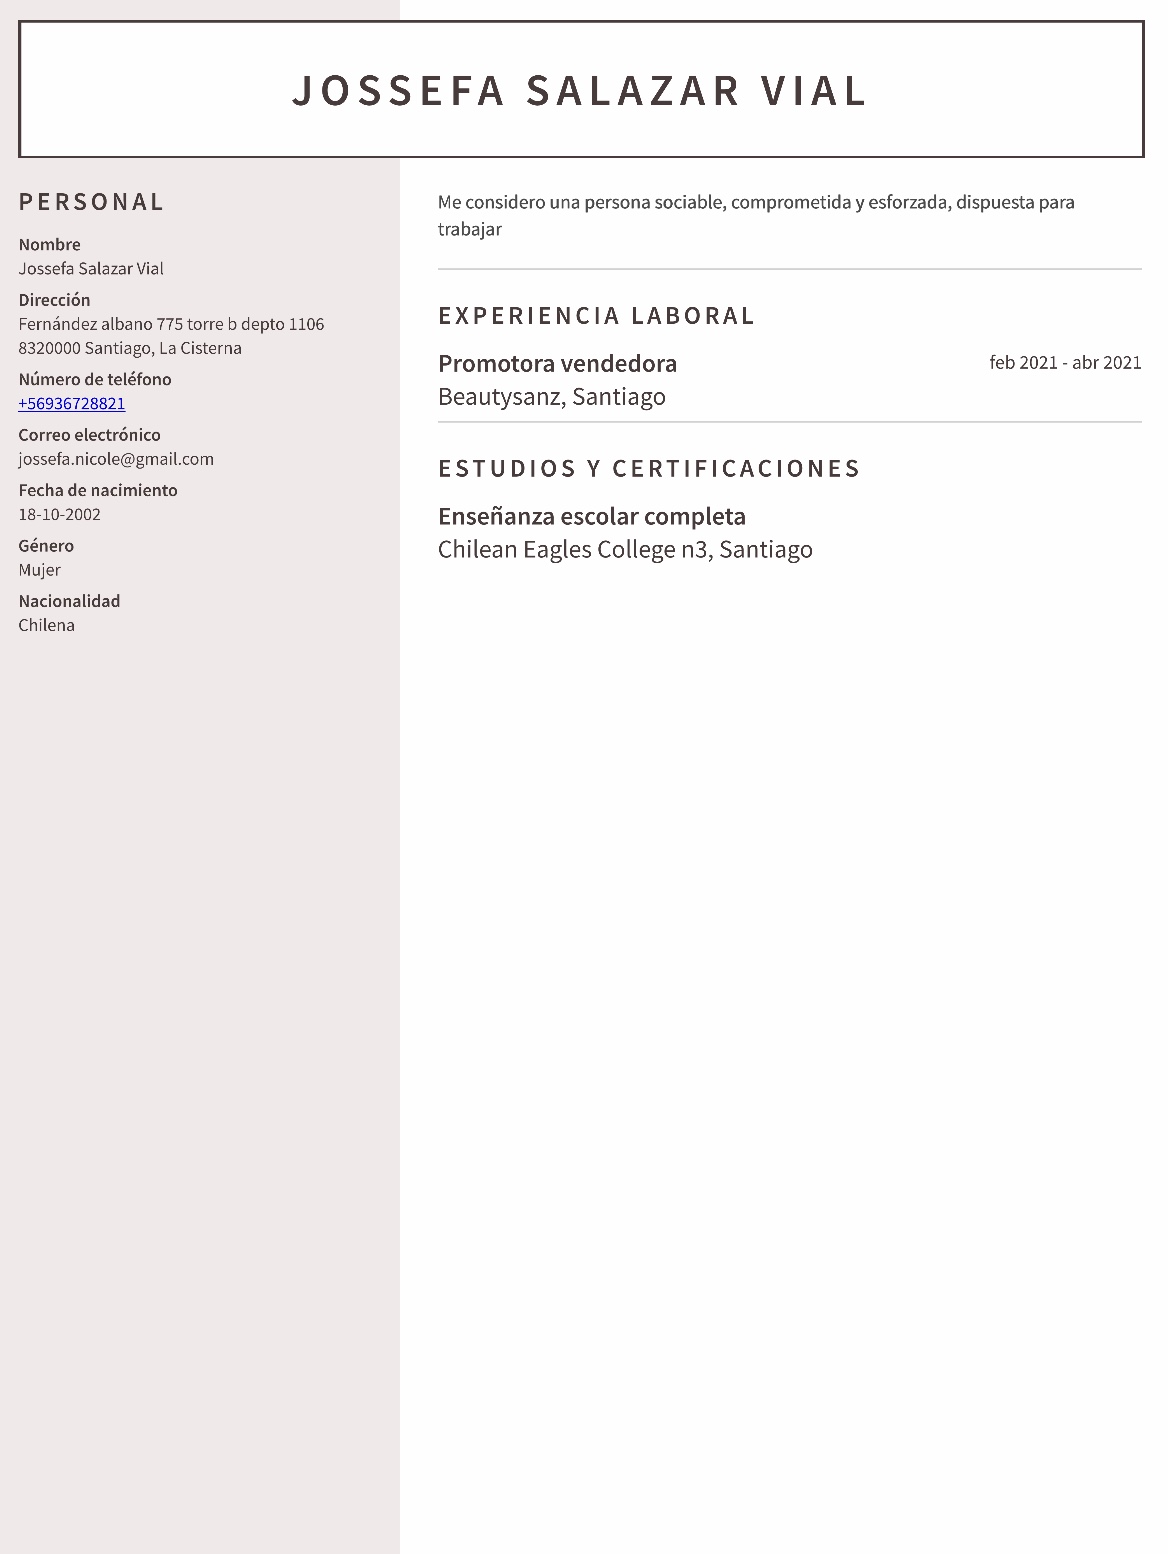 JOSSEFA SALAZAR VIAL
PERSONAL
Nombre
Jossefa Salazar Vial
Dirección
Fernández albano 775 torre b depto 1106
8320000 Santiago, La Cisterna
Número de teléfono
+56936728821
Correo electrónico
jossefa.nicole@gmail.com
Fecha de nacimiento
18-10-2002
Género
Mujer
Nacionalidad
Chilena
Me considero una persona sociable, comprometida y esforzada, dispuesta para
trabajar
EXPERIENCIA LABORAL
Promotora vendedora feb 2021 - abr 2021
Beautysanz, Santiago
ESTUDIOS Y CERTIFICACIONES
Enseñanza escolar completa
Chilean Eagles College n3, Santiago